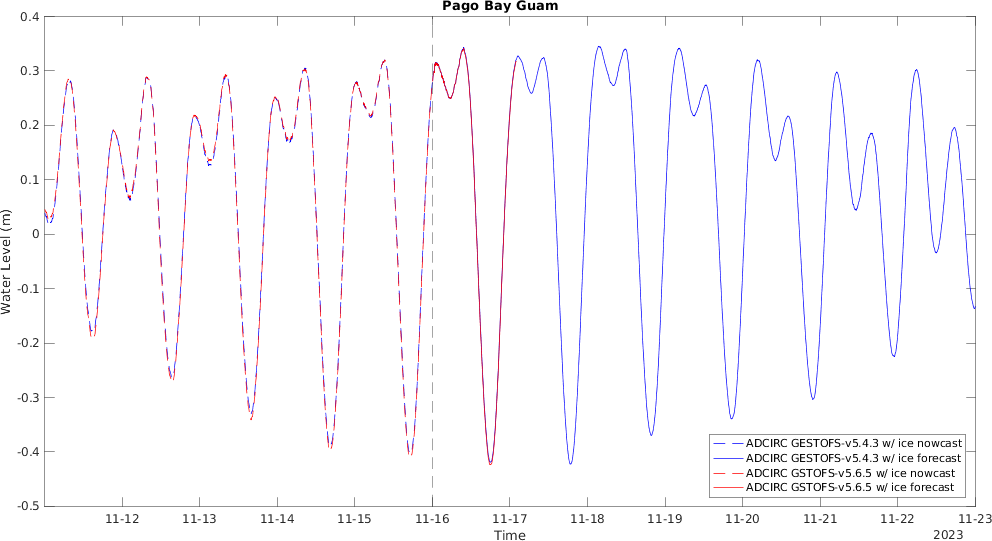 Pago Bay Guam
0.4
0.3
0.2
0.1
0
-0.1
-0.2
-0.3
-0.4
-0.5
Water Level (m)
ADCIRC GESTOFS-v5.4.3 w/ ice nowcast
ADCIRC GESTOFS-v5.4.3 w/ ice forecast
ADCIRC GSTOFS-v5.6.5 w/ ice nowcast
ADCIRC GSTOFS-v5.6.5 w/ ice forecast
11-12 11-13 11-14 11-15 11-16 11-17 11-18 11-19 11-20 11-21 11-22 11-23
Time
2023